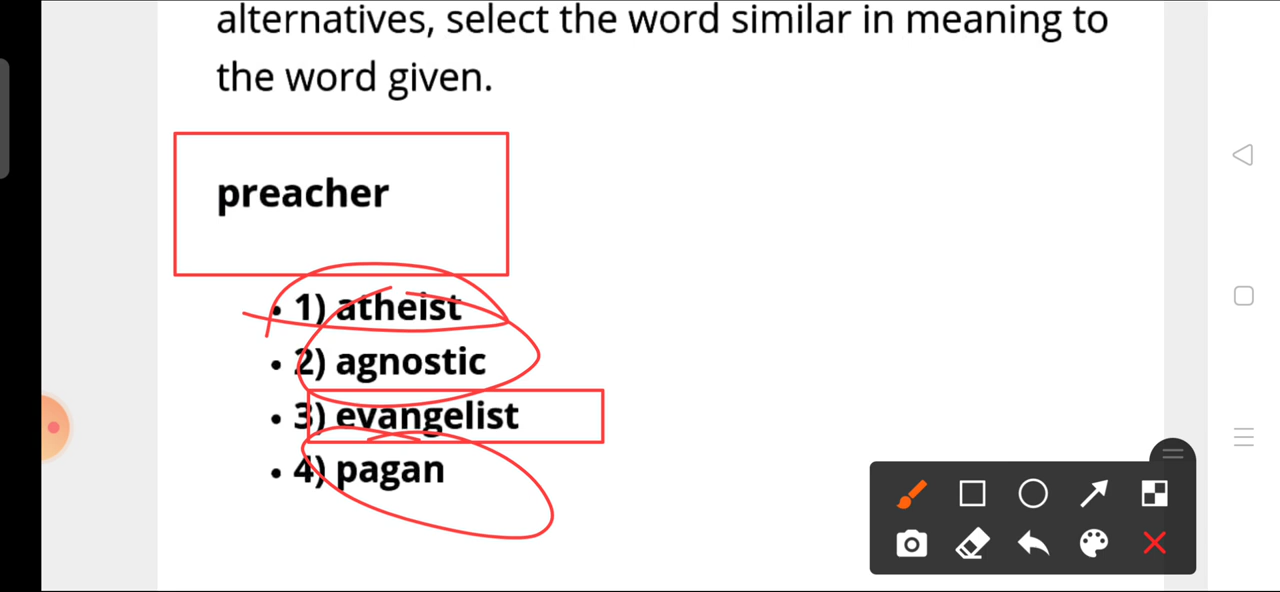 alternatives, select the word similar in meaning to
the word given.
preacher
• 1) atheist
• 2) agnostic
• 3) evangelist
• 4) pagan